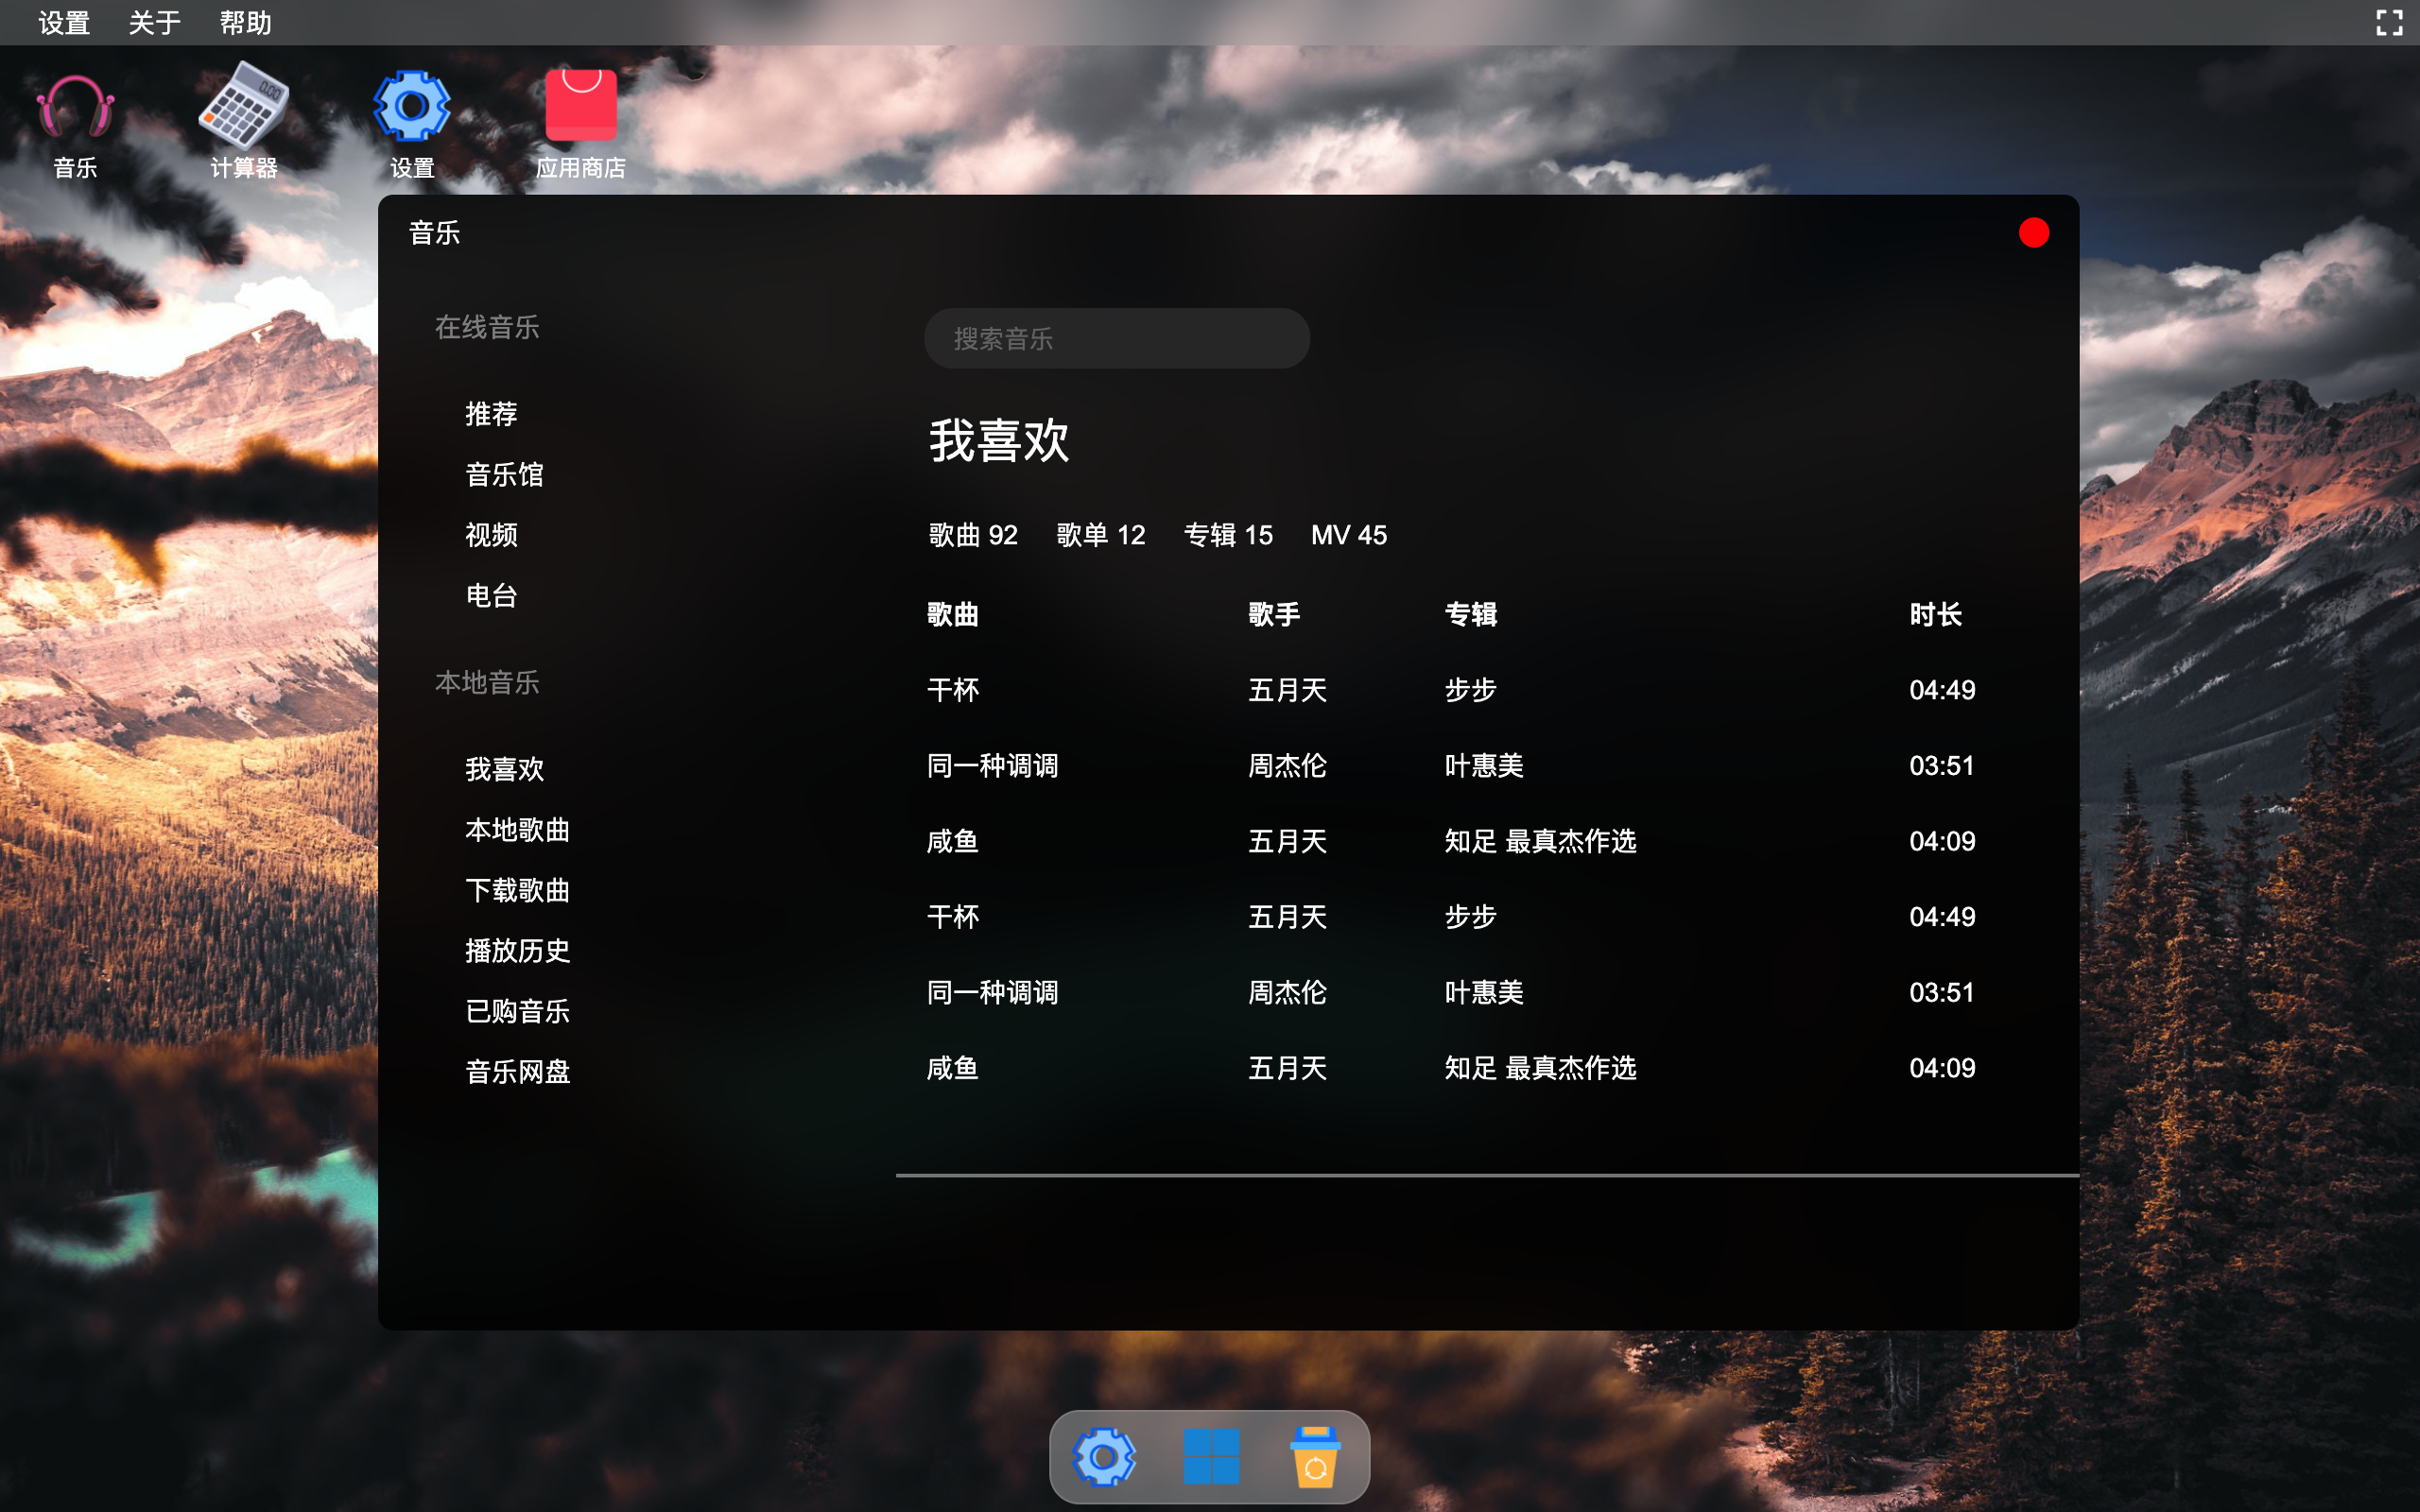 设置 关于 帮助
音乐 计算器 设置 应用商店
音乐
在线音乐
推荐
音乐馆
视频
电台
本地音乐
我喜欢
本地歌曲
下载歌曲
播放历史
已购音乐
音乐网盘
搜索音乐
我喜欢
歌曲 92 歌单 12 专辑 15 MV 45
歌曲 歌手 专辑 时长
干杯 五月天 步步 04:49
同一种调调 周杰伦 叶惠美 03:51
咸鱼 五月天 知足 最真杰作选 04:09
干杯 五月天 步步 04:49
同一种调调 周杰伦 叶惠美 03:51
咸鱼 五月天 知足 最真杰作选 04:09